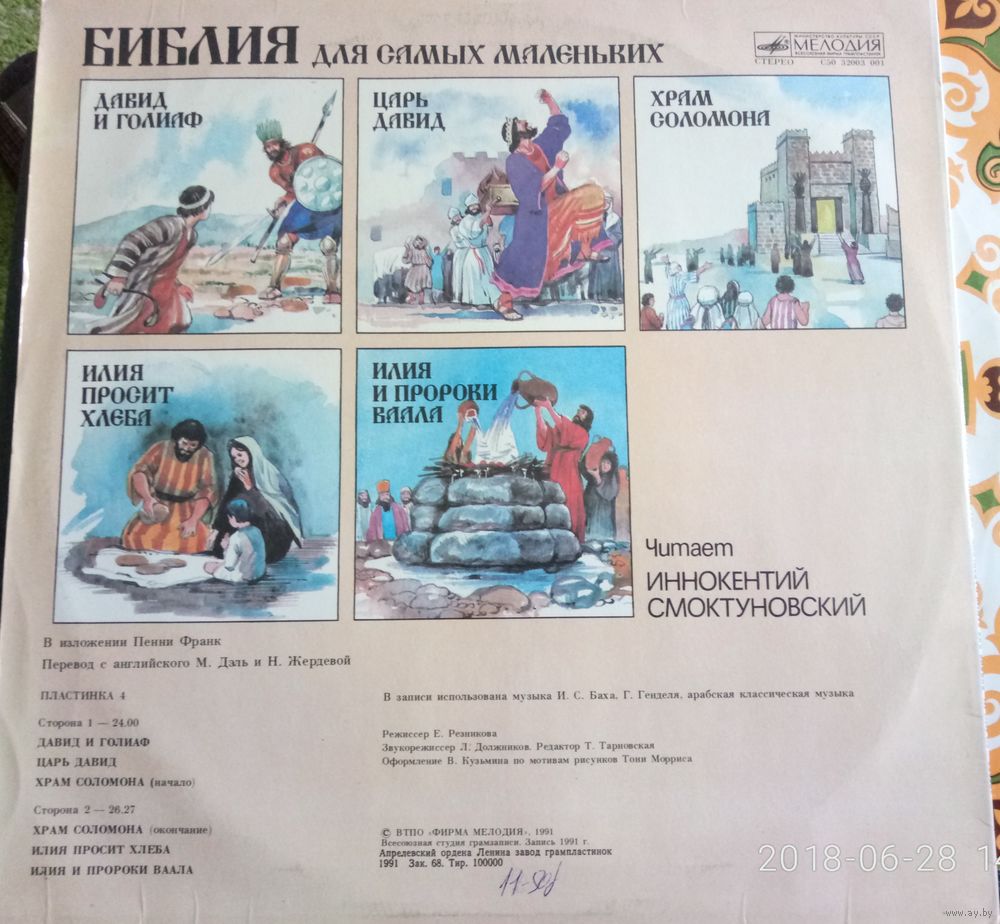 БИБЛИЯ ДЛЯ САМЫХ МАЛЕНЬКИХ
МИНИСТЕРСТВО КУЛЬТУРЫ СССР
МЕЛОДИЯ
ВСЕСОЮЗНАЯ ФИРМА ГРАМПЛАСТИНОК
СТЕРЕО С50 32003 001
ДАВИД
И ГОЛИАФ
ЦАРЬ
ДАВИД
ХРАМ
СОЛОМОНА
ИЛИЯ
ПРОСИТ
ХЛЕБА
ИЛИЯ
И ПРОРОКИ
ВААЛА
Читает
ИННОКЕНТИЙ
СМОКТУНОВСКИЙ
В изложении Пенни Франк
Перевод с английского М. Дэль и Н. Жердевой
ПЛАСТИНКА 4
Сторона 1 — 24.00
ДАВИД И ГОЛИАФ
ЦАРЬ ДАВИД
ХРАМ СОЛОМОНА (начало)
Сторона 2 — 26.27
ХРАМ СОЛОМОНА (окончание)
ИЛИЯ ПРОСИТ ХЛЕБА
ИЛИЯ И ПРОРОКИ ВААЛА
В записи использована музыка И. С. Баха, Г. Генделя, арабская классическая музыка
Режиссер Е. Резникова
Звукорежиссер Л. Должников. Редактор Т. Тарновская
Оформление В. Кузьмина по мотивам рисунков Тони Морриса
© ВТПО «ФИРМА МЕЛОДИЯ», 1991
Всесоюзная студия грамзаписи. Запись 1991 г.
Апрелевский ордена Ленина завод грампластинок
1991 Зак. 68. Тир. 100000
2018-06-28 14
www.ay.by